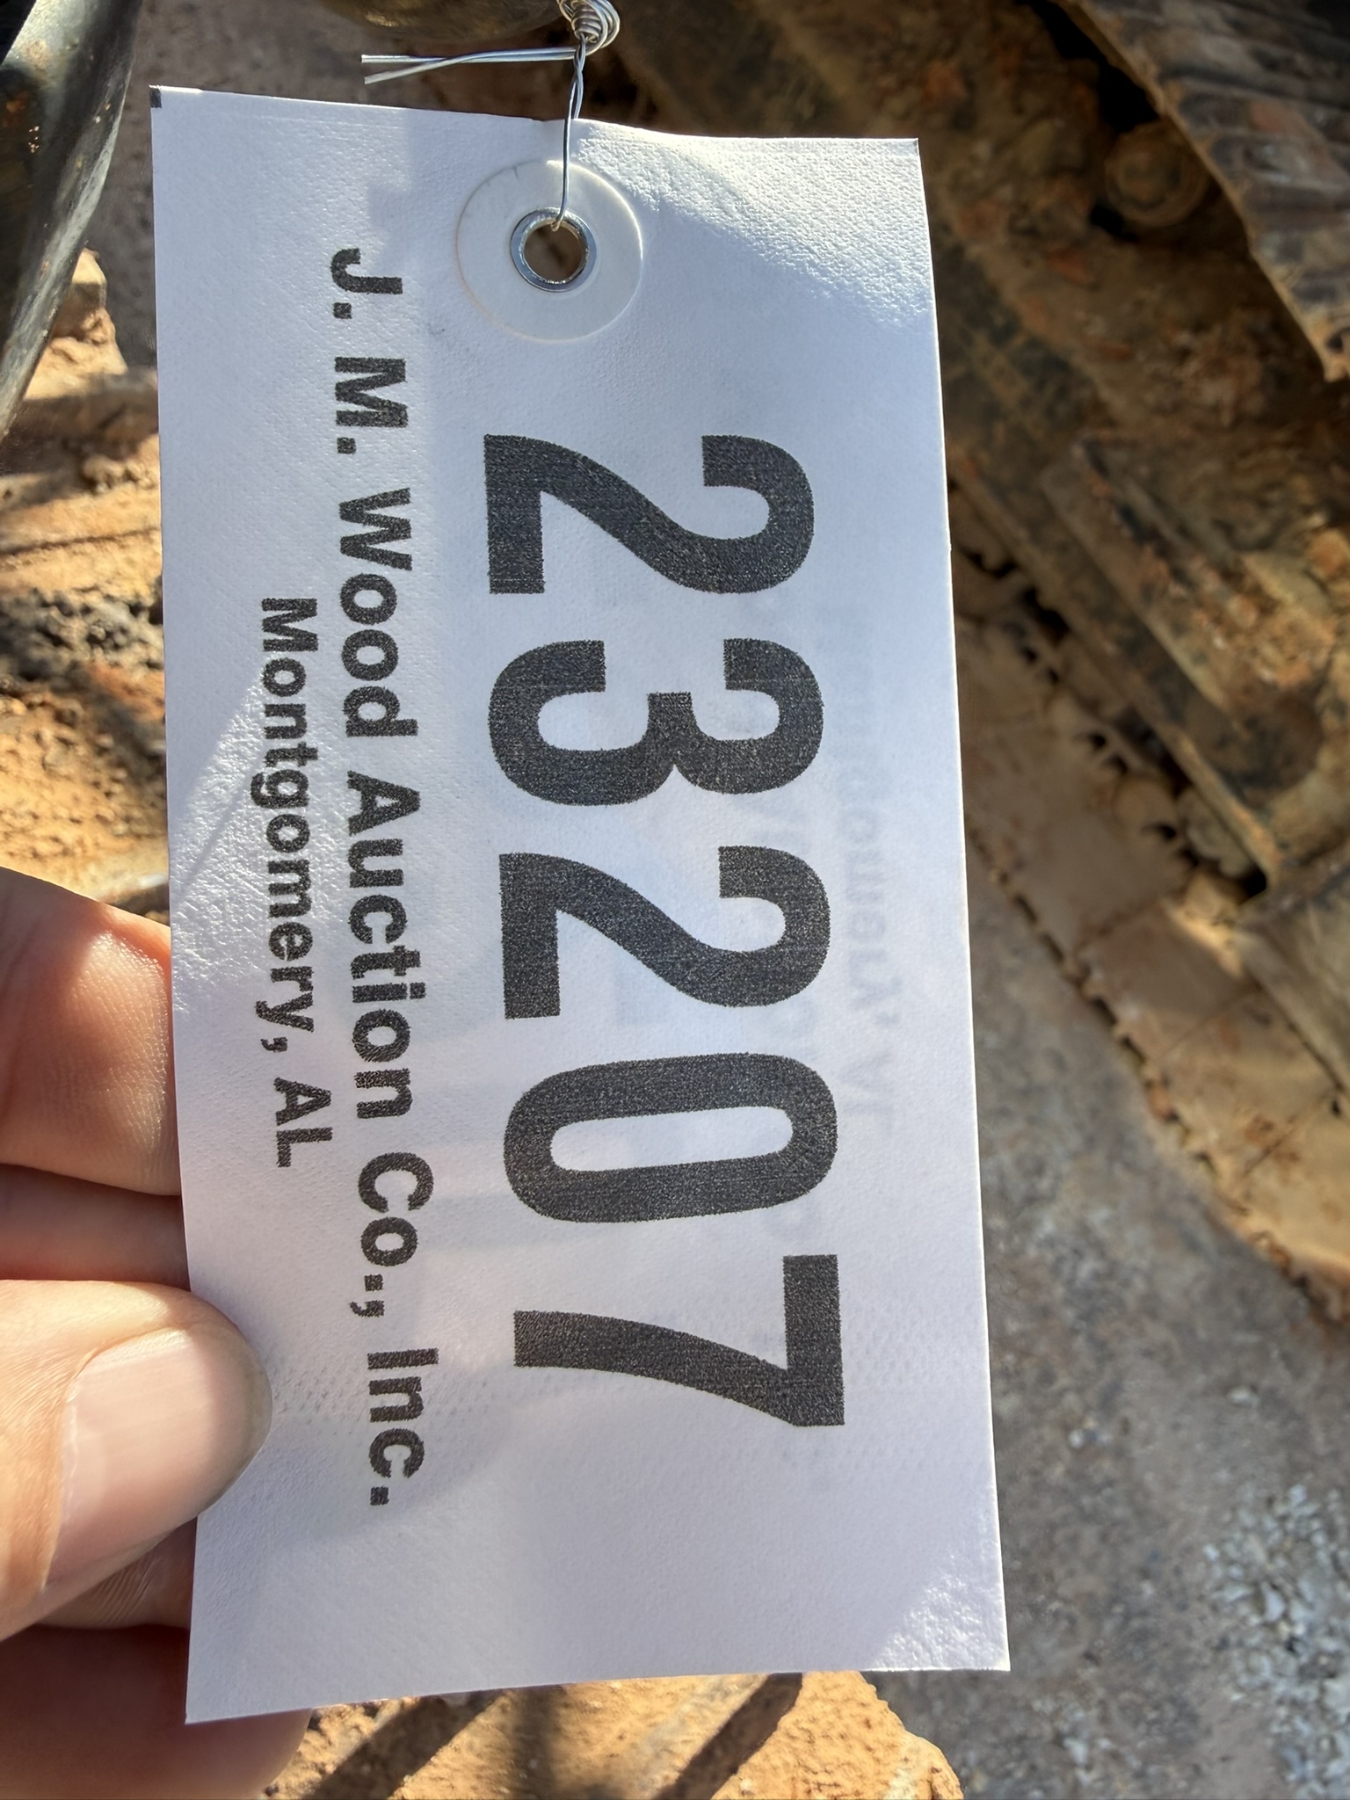 23207
J. M. Wood Auction Co., Inc.
Montgomery, AL